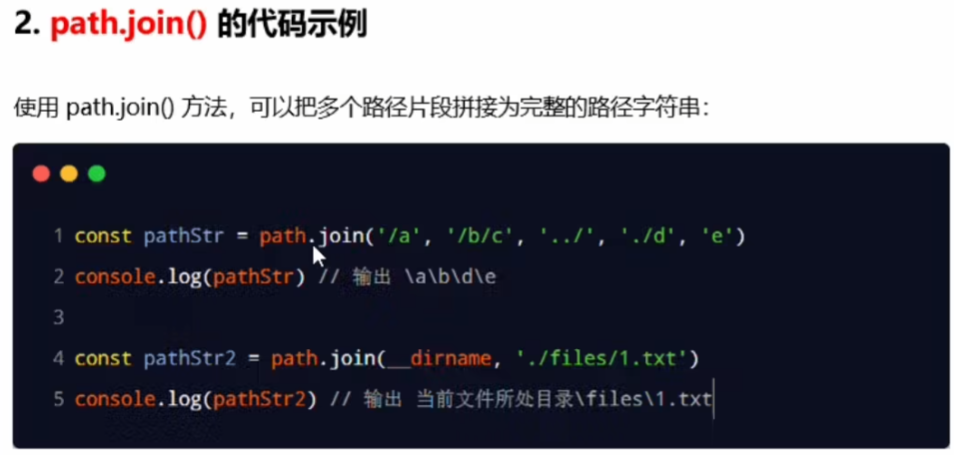 2. path.join() 的代码示例
使用 path.join() 方法，可以把多个路径片段拼接为完整的路径字符串：
1 const pathStr = path.join('/a', '/b/c', '../', './d', 'e')
2 console.log(pathStr) // 输出 \a\b\d\e
3
4 const pathStr2 = path.join(__dirname, './files/1.txt')
5 console.log(pathStr2) // 输出 当前文件所处目录\files\1.txt